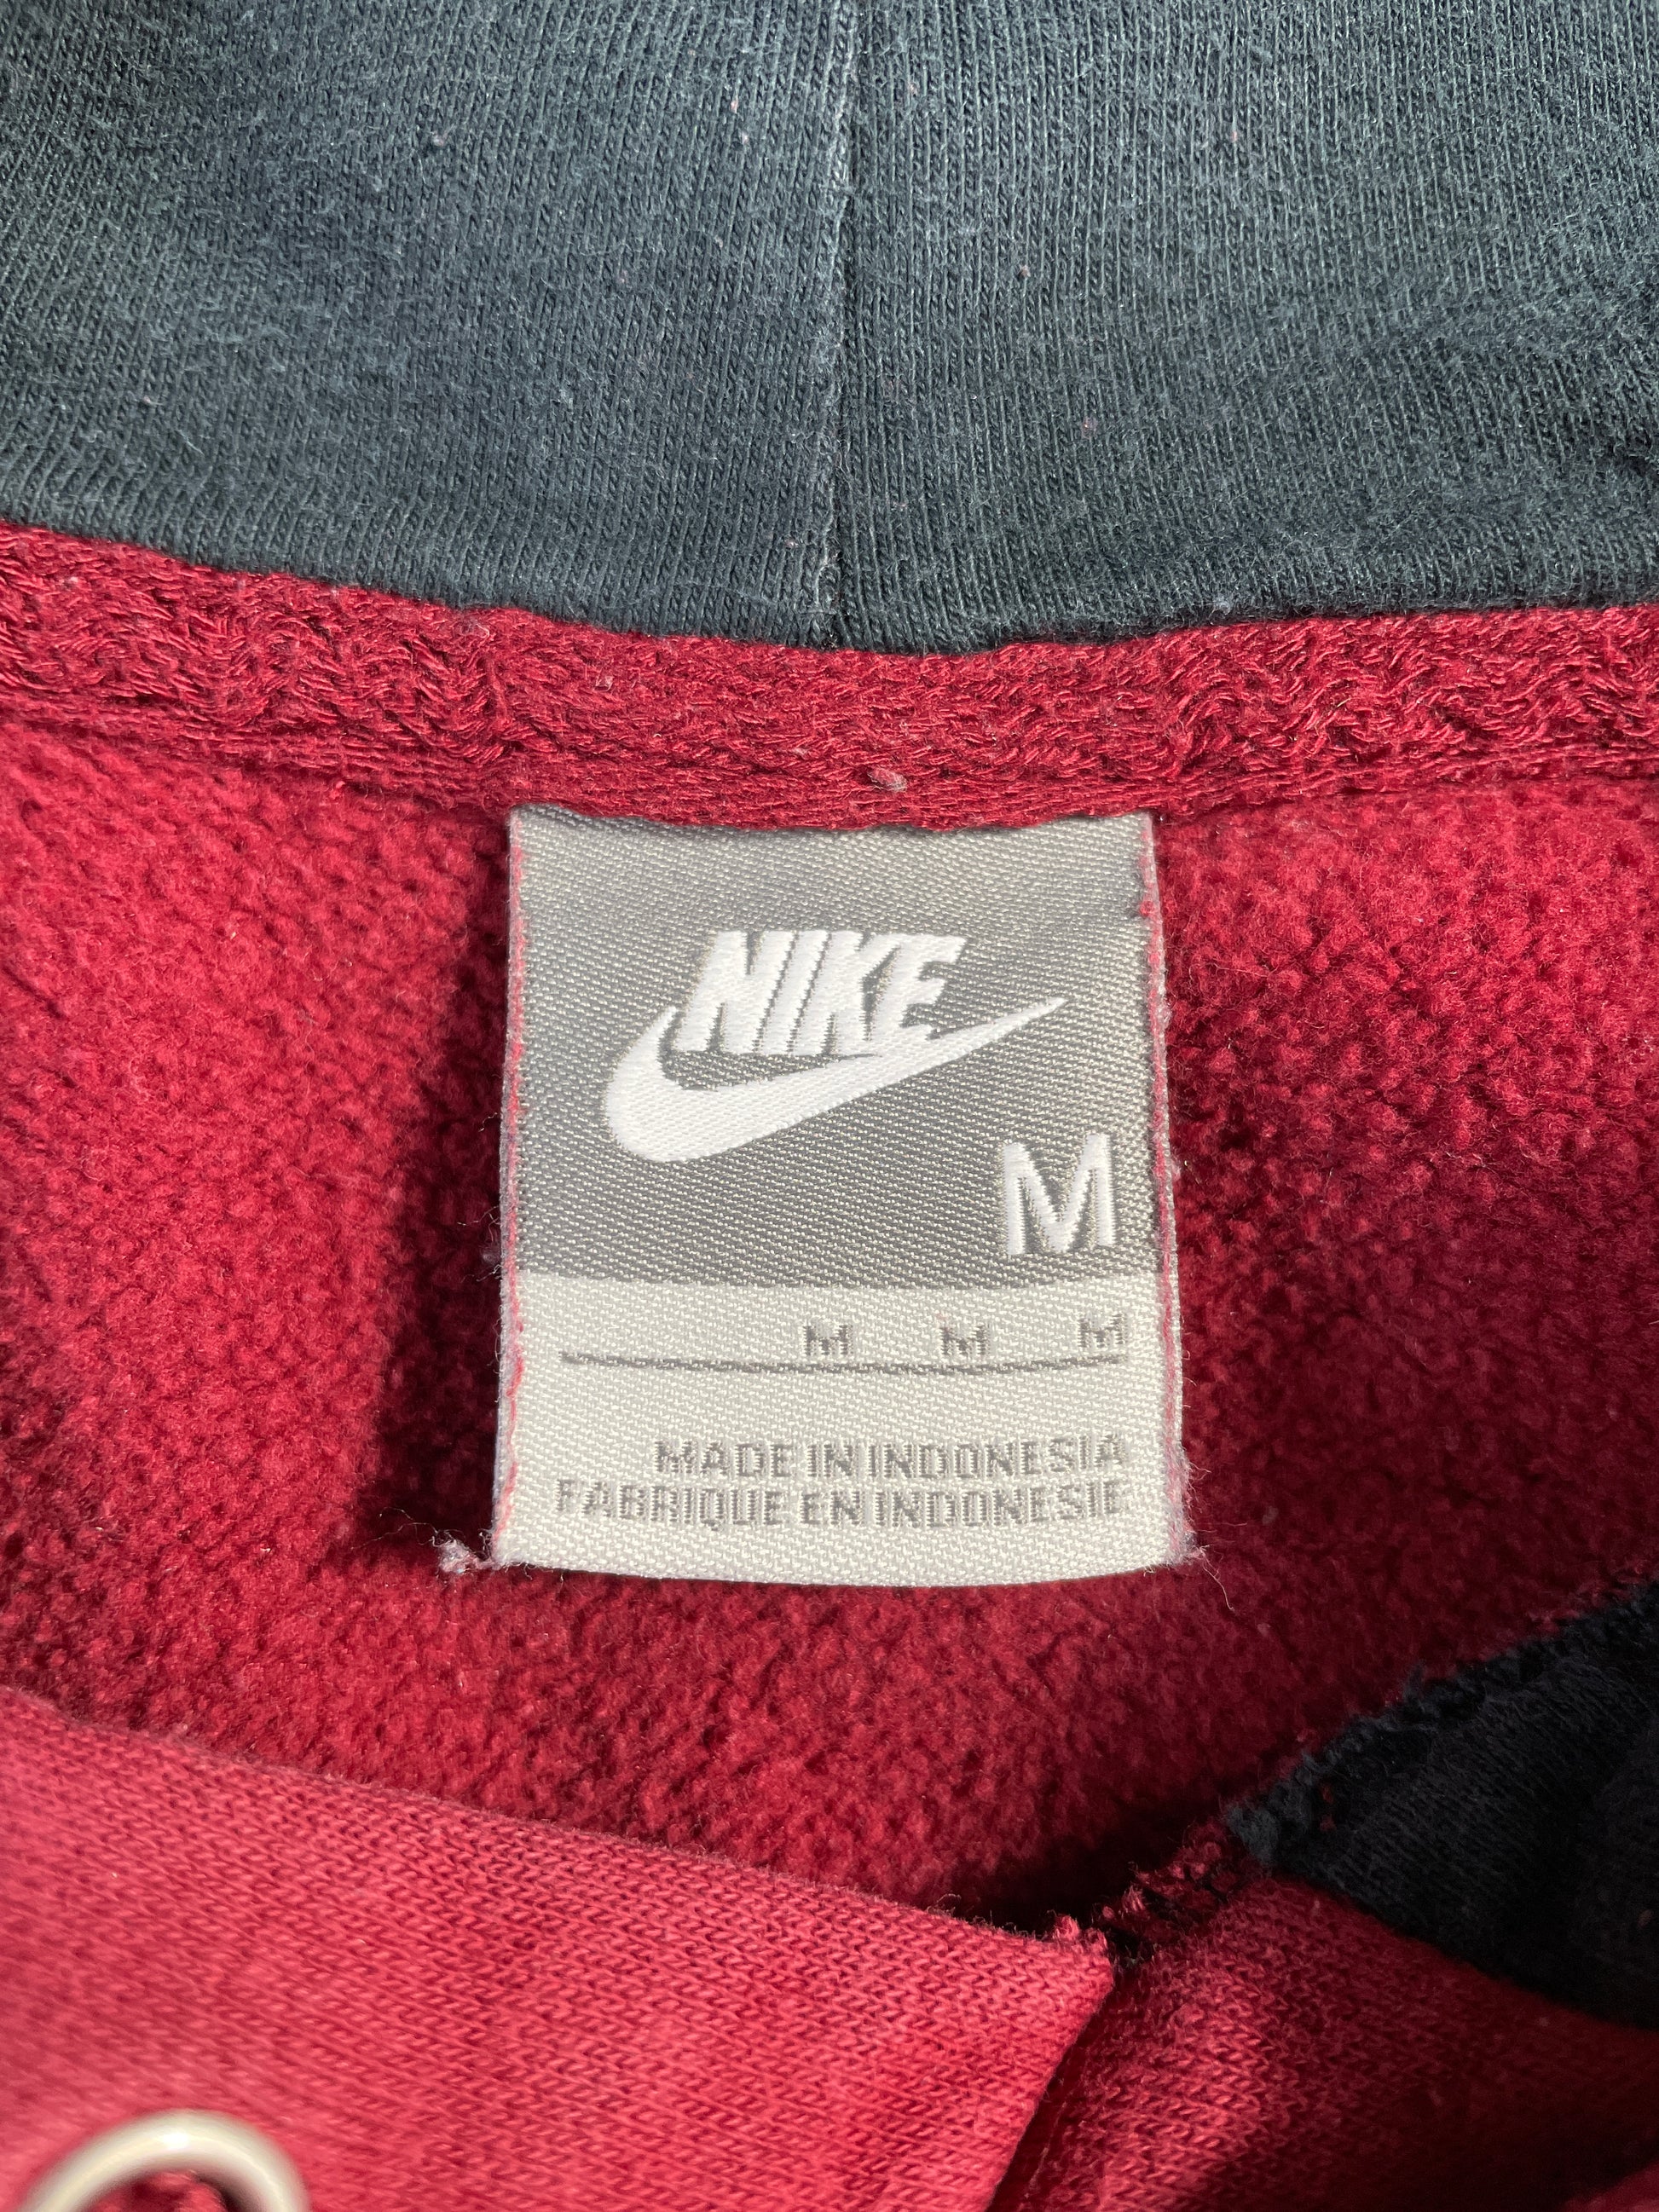 NIKE
M
M M M
MADE IN INDONESIA
FABRIQUE EN INDONESIE